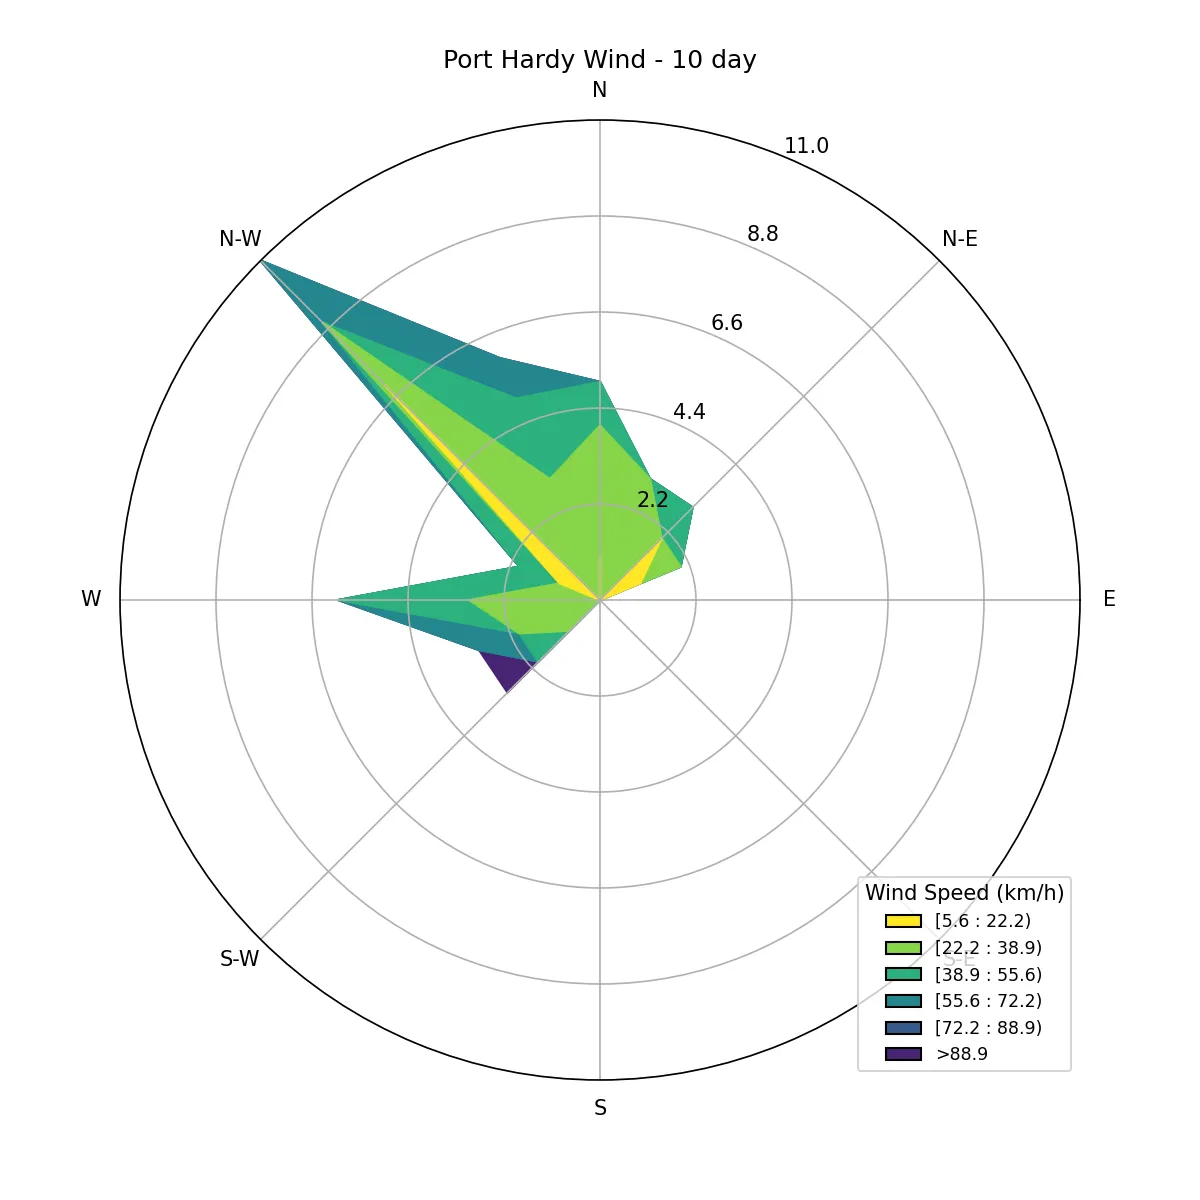 Port Hardy Wind - 10 day
N
11.0
8.8
N-W
N-E
6.6
4.4
2.2
W
E
Wind Speed (km/h)
[5.6 : 22.2)
[22.2 : 38.9)
S-W
S-E
[38.9 : 55.6)
[55.6 : 72.2)
[72.2 : 88.9)
>88.9
S